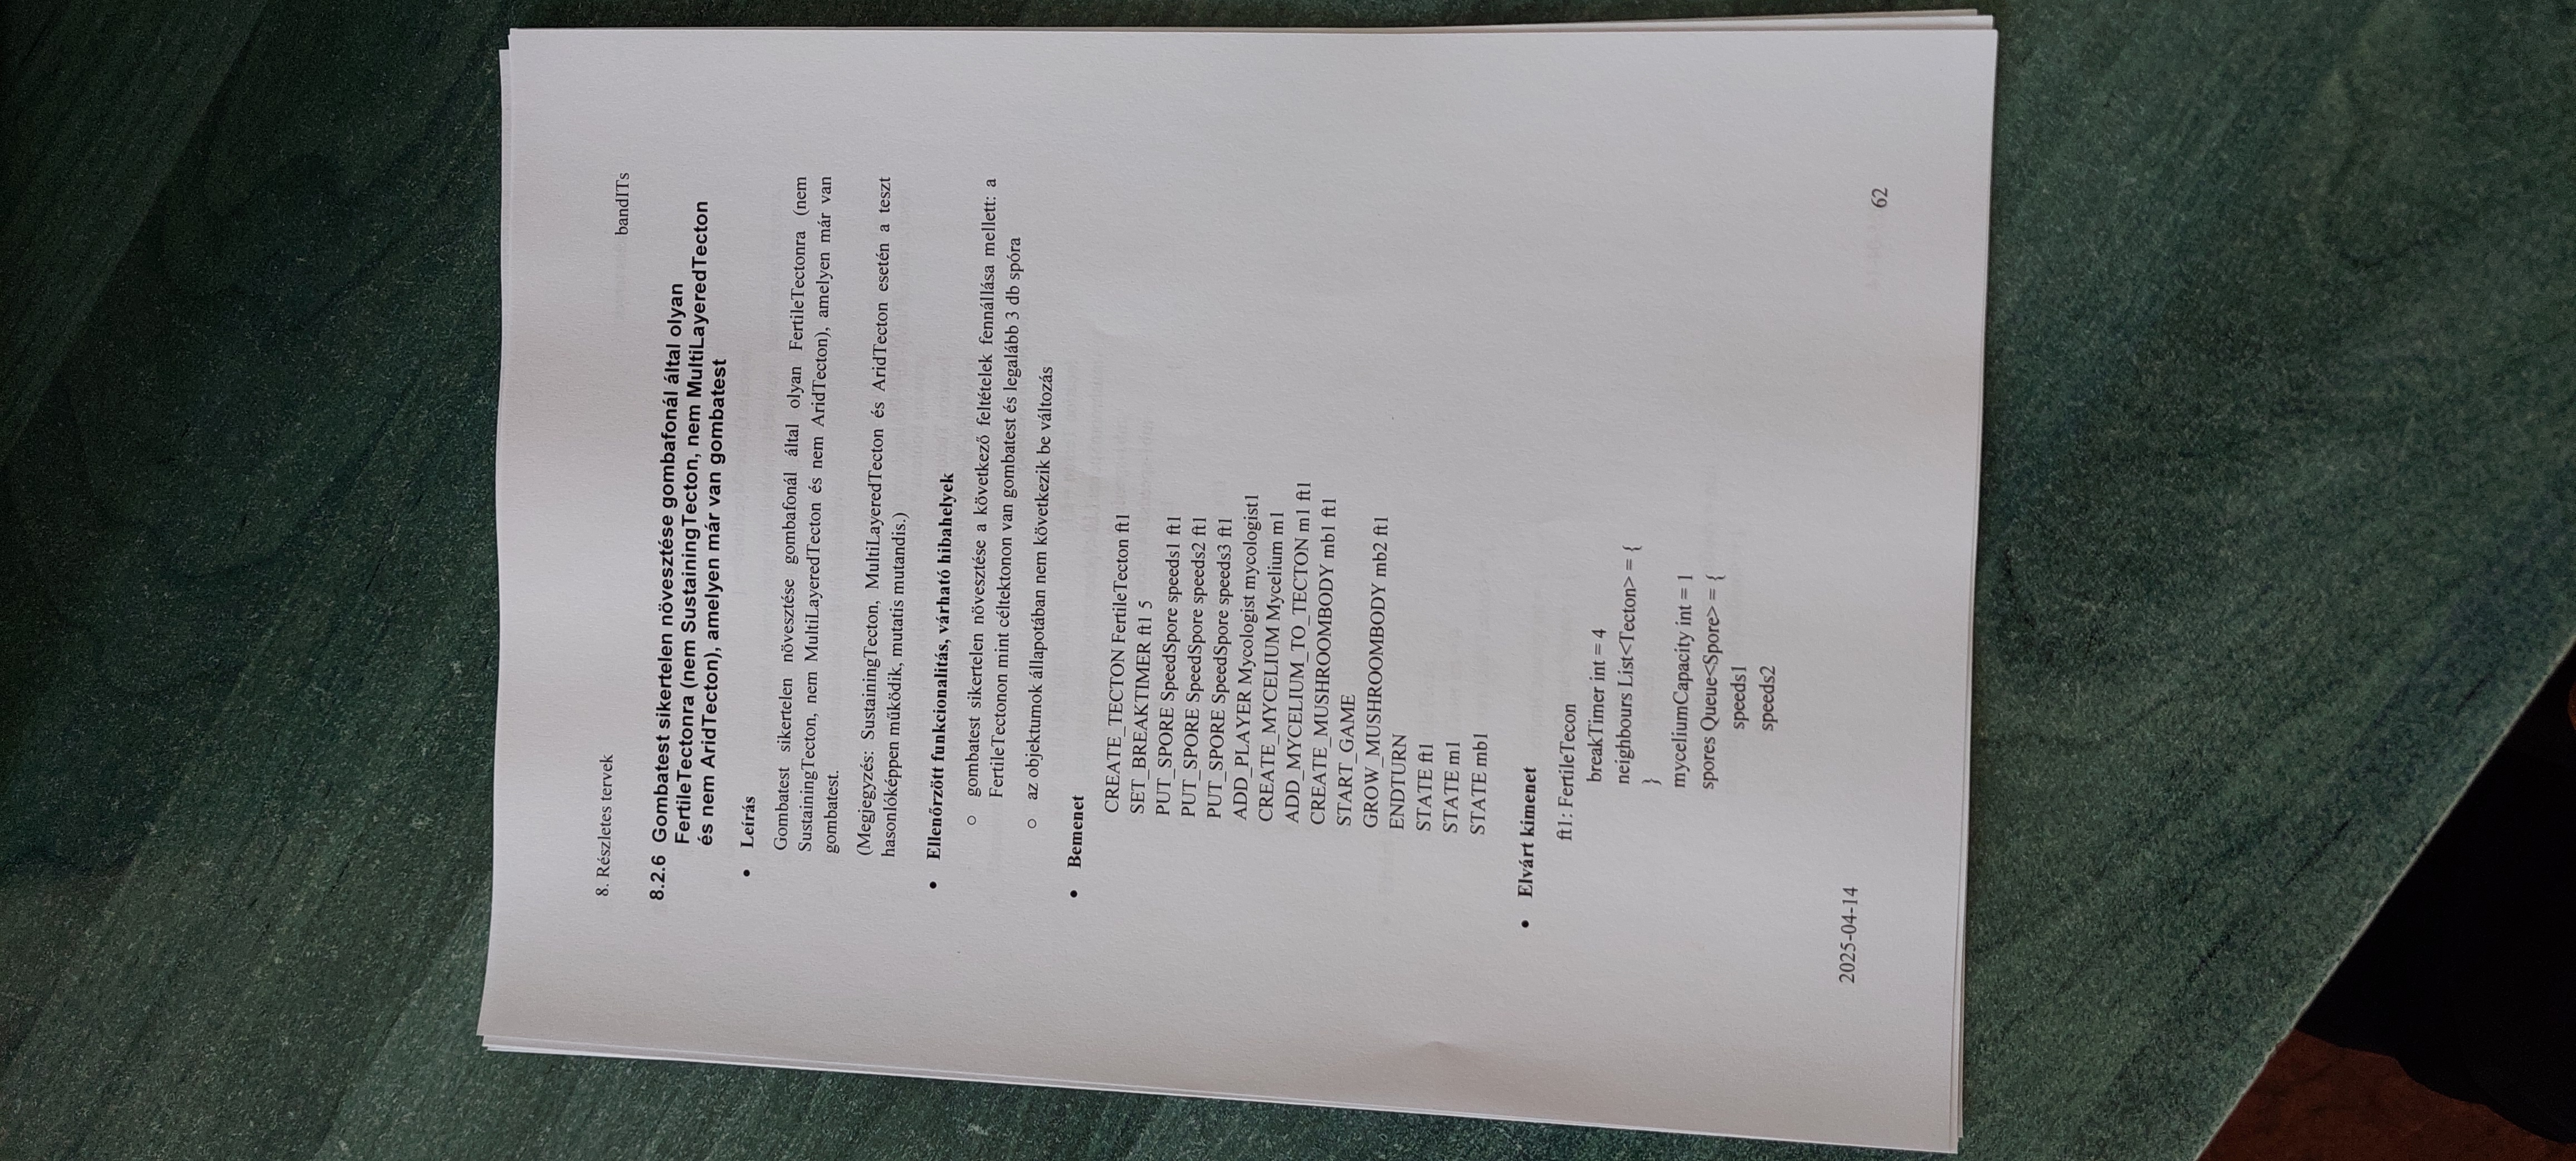 8. Részletes tervek
bandITs
8.2.6 Gombatest sikertelen növesztése gombafonál által olyan
FertileTectonra (nem SustainingTecton, nem MultiLayeredTecton
és nem AridTecton), amelyen már van gombatest
• Leírás
Gombatest sikertelen növesztése gombafonál által olyan FertileTectonra (nem
SustainingTecton, nem MultiLayeredTecton és nem AridTecton), amelyen már van
gombatest.
(Megjegyzés: SustainingTecton, MultiLayeredTecton és AridTecton esetén a teszt
hasonlóképpen működik, mutatis mutandis.)
• Ellenőrzött funkcionalitás, várható hibahelyek
o gombatest sikertelen növesztése a következő feltételek fennállása mellett: a
FertileTectonon mint céltektonon van gombatest és legalább 3 db spóra
o az objektumok állapotában nem következik be változás
• Bemenet
CREATE_TECTON FertileTecton ft1
SET_BREAKTIMER ft1 5
PUT_SPORE SpeedSpore speeds1 ft1
PUT_SPORE SpeedSpore speeds2 ft1
PUT_SPORE SpeedSpore speeds3 ft1
ADD_PLAYER Mycologist mycologist1
CREATE_MYCELIUM Mycelium m1
ADD_MYCELIUM_TO_TECTON m1 ft1
CREATE_MUSHROOMBODY mb1 ft1
START_GAME
GROW_MUSHROOMBODY mb2 ft1
ENDTURN
STATE ft1
STATE m1
STATE mb1
• Elvárt kimenet
ft1: FertileTecon
breakTimer int = 4
neighbours List<Tecton> = {
}
myceliumCapacity int = 1
spores Queue<Spore> = {
speeds1
speeds2
2025-04-14
62